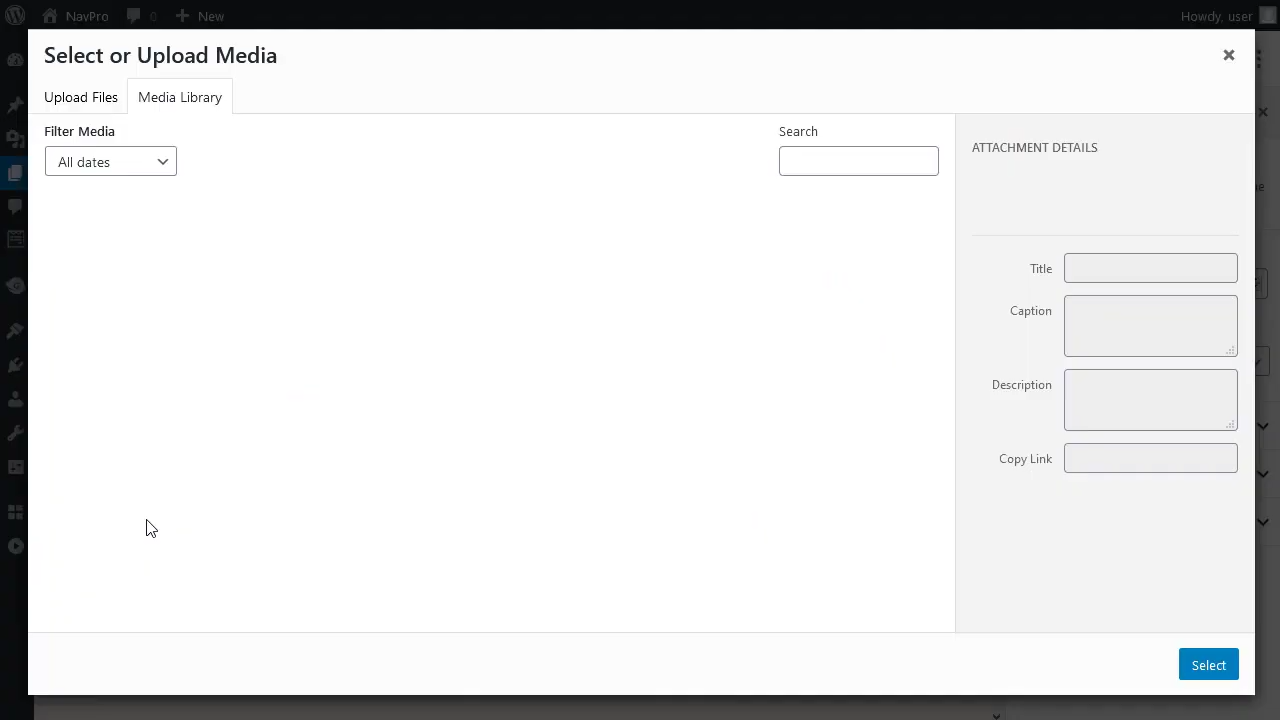 NavPro 0 New Howdy, user
Select or Upload Media
Upload Files Media Library
Filter Media Search
All dates
ATTACHMENT DETAILS
Title
Caption
Description
Copy Link
Select